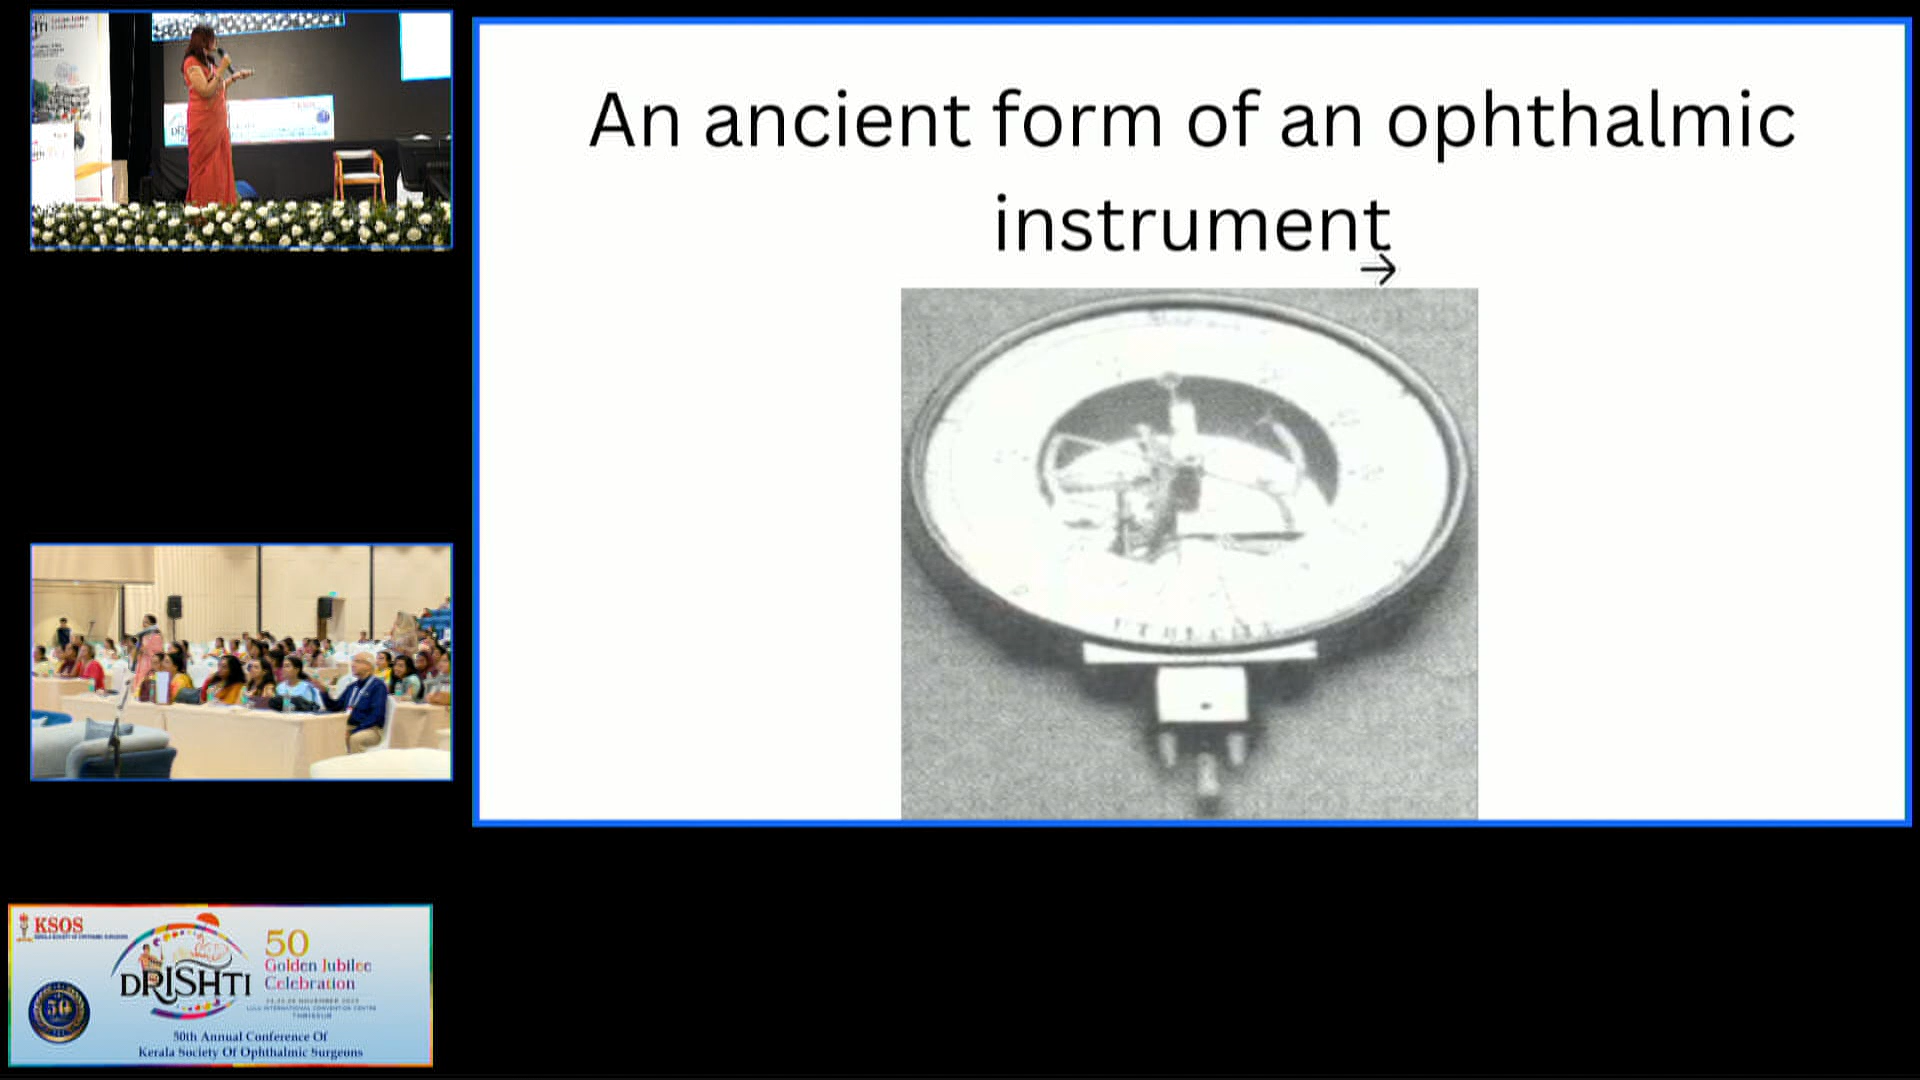 An ancient form of an ophthalmic
instrument
KSOS
DRISHTI
50
Golden Jubilee
Celebration
50
50th Annual Conference Of
Kerala Society Of Ophthalmic Surgeons